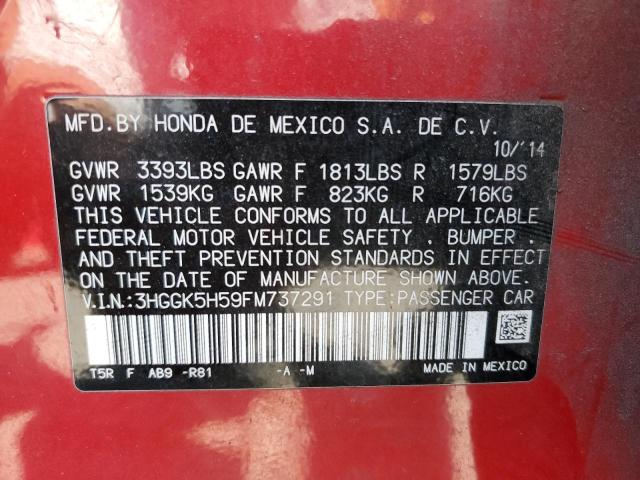 MFD.BY HONDA DE MEXICO S.A. DE C.V.
10/'14
GVWR 3393LBS GAWR F 1813LBS R 1579LBS
GVWR 1539KG GAWR F 823KG R 716KG
THIS VEHICLE CONFORMS TO ALL APPLICABLE
FEDERAL MOTOR VEHICLE SAFETY . BUMPER .
AND THEFT PREVENTION STANDARDS IN EFFECT
ON THE DATE OF MANUFACTURE SHOWN ABOVE.
V.I.N.:3HGGK5H59FM737291 TYPE:PASSENGER CAR
T5R F AB9 -R81 -A -M MADE IN MEXICO